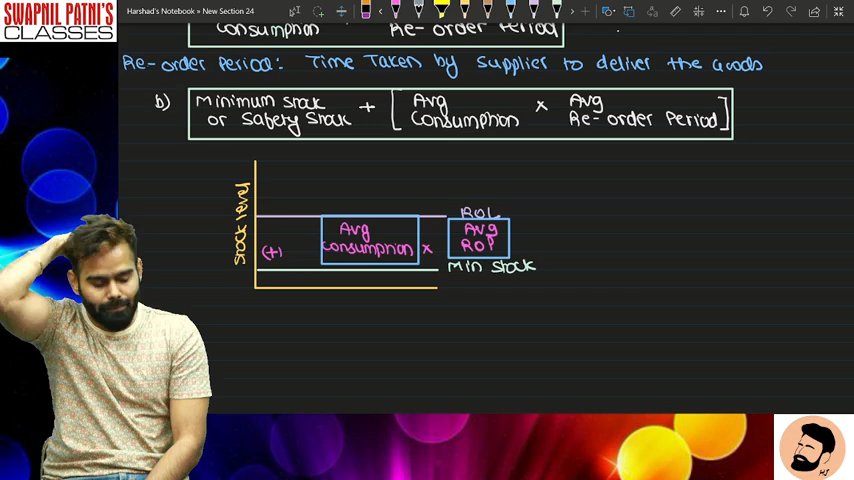 SWAPNIL PATNI'S
CLASSES
Harshad's Notebook » New Section 24
Consumption Re-order Period
Re-order Period: Time Taken by Supplier to deliver the Goods
b) Minimum Stock + [ Avg × Avg
or Safety Stock Consumption Re-order Period ]
Stock level
ROL
(+) Avg Consumption × Avg ROP
Min Stock
HS